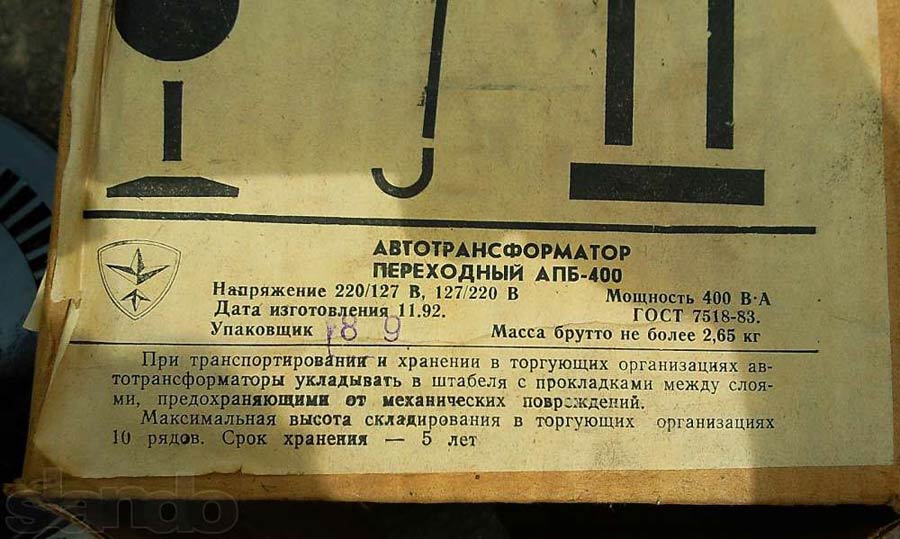 АВТОТРАНСФОРМАТОР
ПЕРЕХОДНЫЙ АПБ-400
Напряжение 220/127 В, 127/220 В Мощность 400 В·А
Дата изготовления 11.92. ГОСТ 7518-83.
Упаковщик 189 Масса брутто не более 2,65 кг
При транспортировании и хранении в торгующих организациях ав-
тотрансформаторы укладывать в штабеля с прокладками между слоя-
ми, предохраняющими от механических повреждений.
Максимальная высота складирования в торгующих организациях
10 рядов. Срок хранения — 5 лет
slando